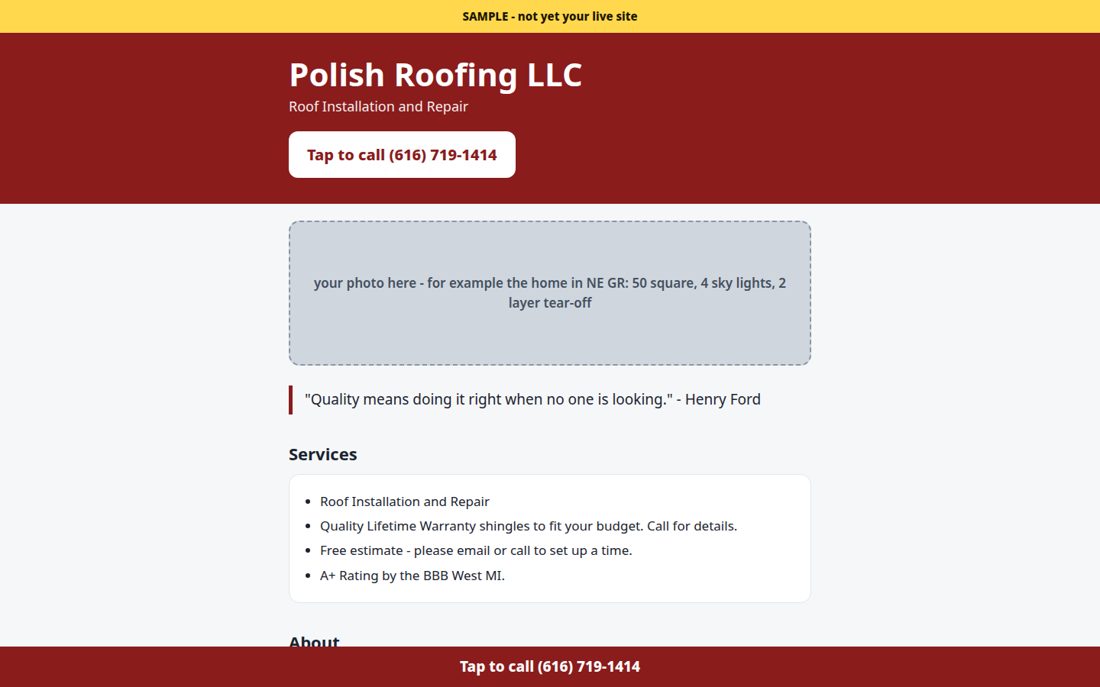 SAMPLE - not yet your live site
Polish Roofing LLC
Roof Installation and Repair
Tap to call (616) 719-1414
your photo here - for example the home in NE GR: 50 square, 4 sky lights, 2
layer tear-off
"Quality means doing it right when no one is looking." - Henry Ford
Services
Roof Installation and Repair
Quality Lifetime Warranty shingles to fit your budget. Call for details.
Free estimate - please email or call to set up a time.
A+ Rating by the BBB West MI.
About
Tap to call (616) 719-1414